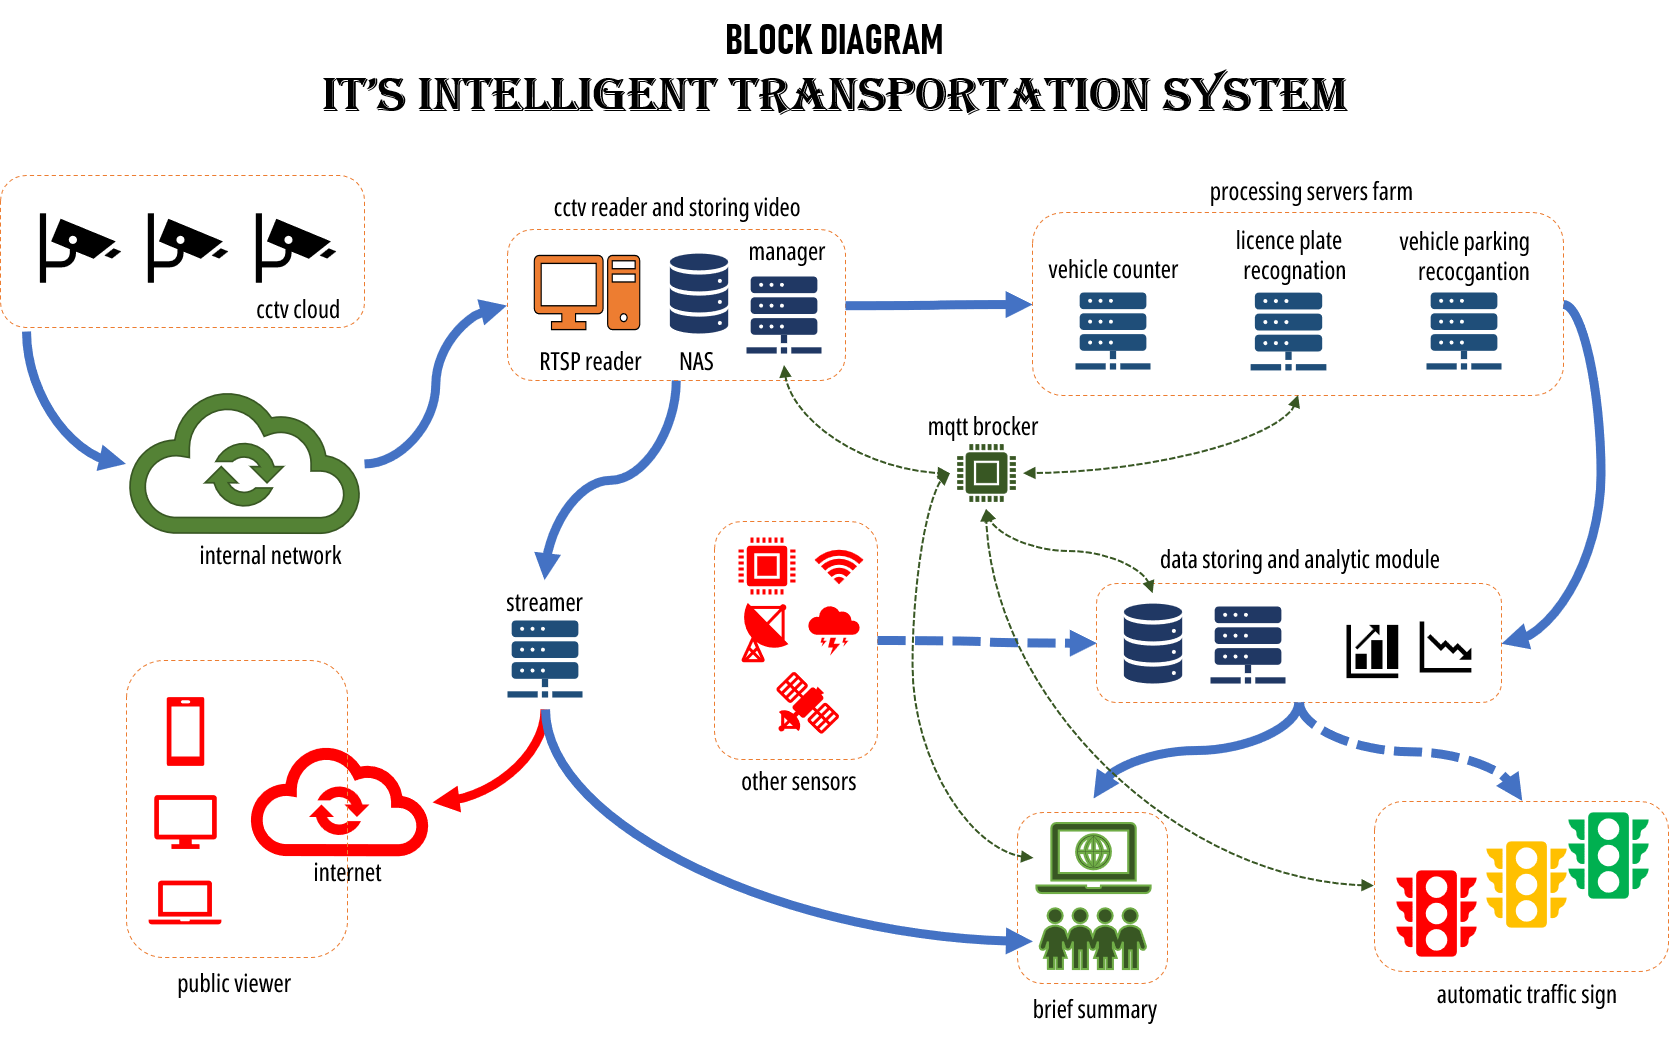 BLOCK DIAGRAM
IT'S INTELLIGENT TRANSPORTATION SYSTEM
cctv cloud
internal network
cctv reader and storing video
manager
RTSP reader
NAS
processing servers farm
vehicle counter
licence plate
recognation
vehicle parking
recocgantion
mqtt brocker
data storing and analytic module
streamer
other sensors
internet
public viewer
brief summary
automatic traffic sign